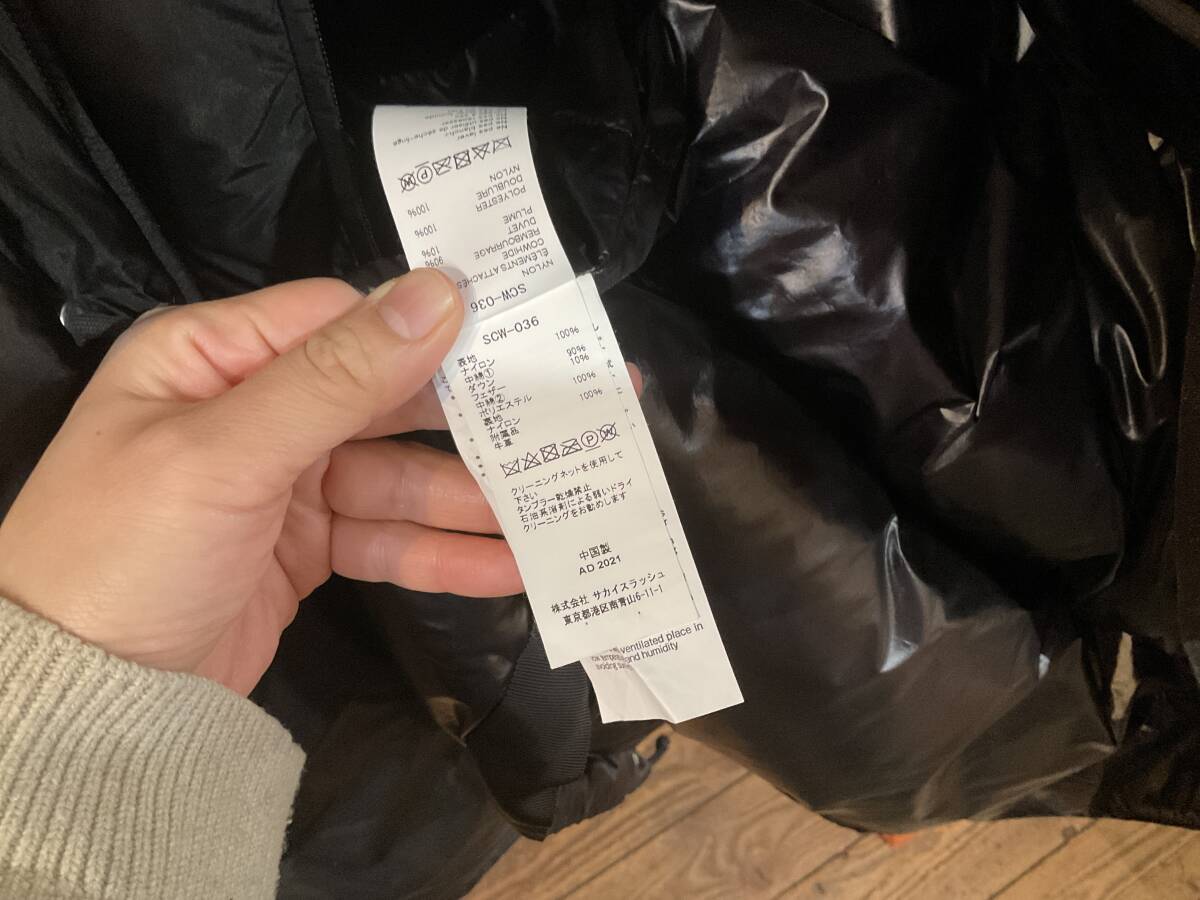 Ne pas laver
NYLON
DOUBLURE
100%
POLYESTER
100%
PLUME
10%
DUVET
90%
REMBOURRAGE
COWHIDE
ÉLÉMENTS ATTACHÉS
NYLON
SCW-036
SCW-036
表地
ナイロン 100%
中綿①
ダウン 90%
フェザー 10%
中綿②
ポリエステル 100%
裏地
ナイロン 100%
附属品
牛革
P W
クリーニングネットを使用して
下さい
タンブラー乾燥禁止
石油系溶剤による弱いドライ
クリーニングをお勧めします
中国製
AD 2021
株式会社 サカイスラッシュ
東京都港区南青山6-11-1
ventilated place in
and humidity